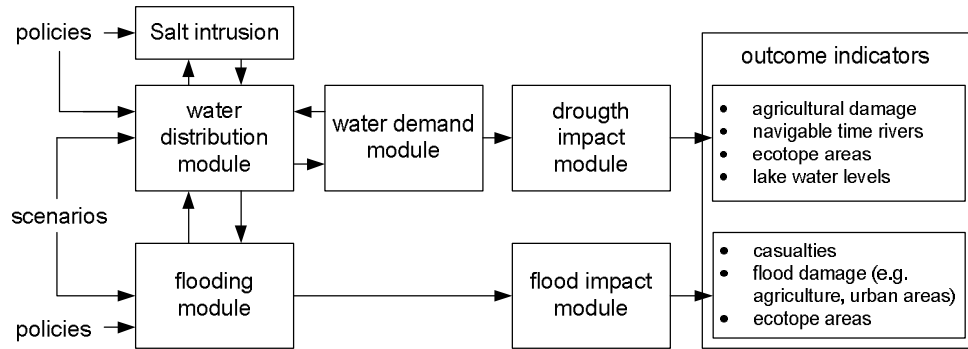 policies
Salt intrusion
water
distribution
module
water demand
module
drougth
impact
module
outcome indicators
• agricultural damage
• navigable time rivers
• ecotope areas
• lake water levels
scenarios
flooding
module
flood impact
module
• casualties
• flood damage (e.g.
agriculture, urban areas)
• ecotope areas
policies